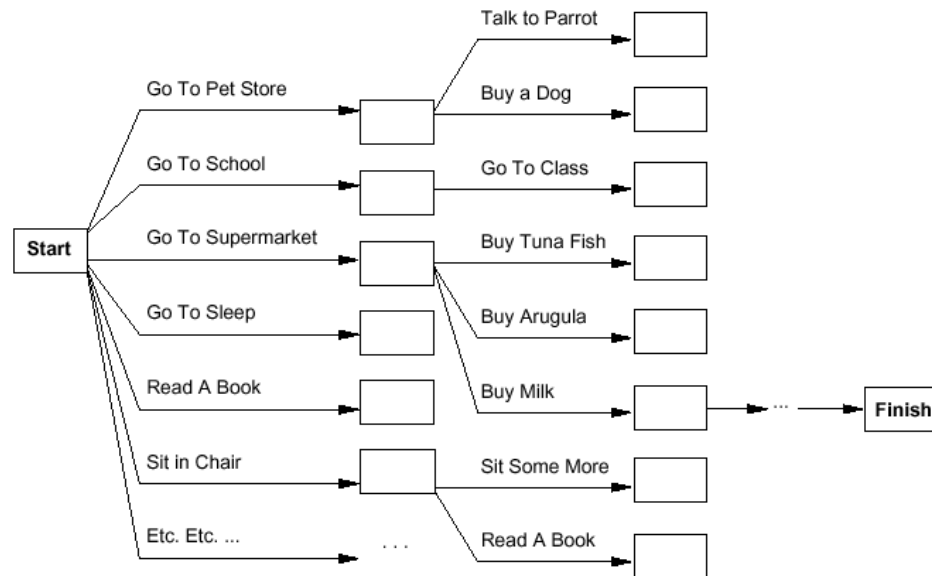 Talk to Parrot
Go To Pet Store
Buy a Dog
Go To School
Go To Class
Start
Go To Supermarket
Buy Tuna Fish
Go To Sleep
Buy Arugula
Read A Book
Buy Milk
...
Finish
Sit in Chair
Sit Some More
Etc. Etc. ...
. . .
Read A Book